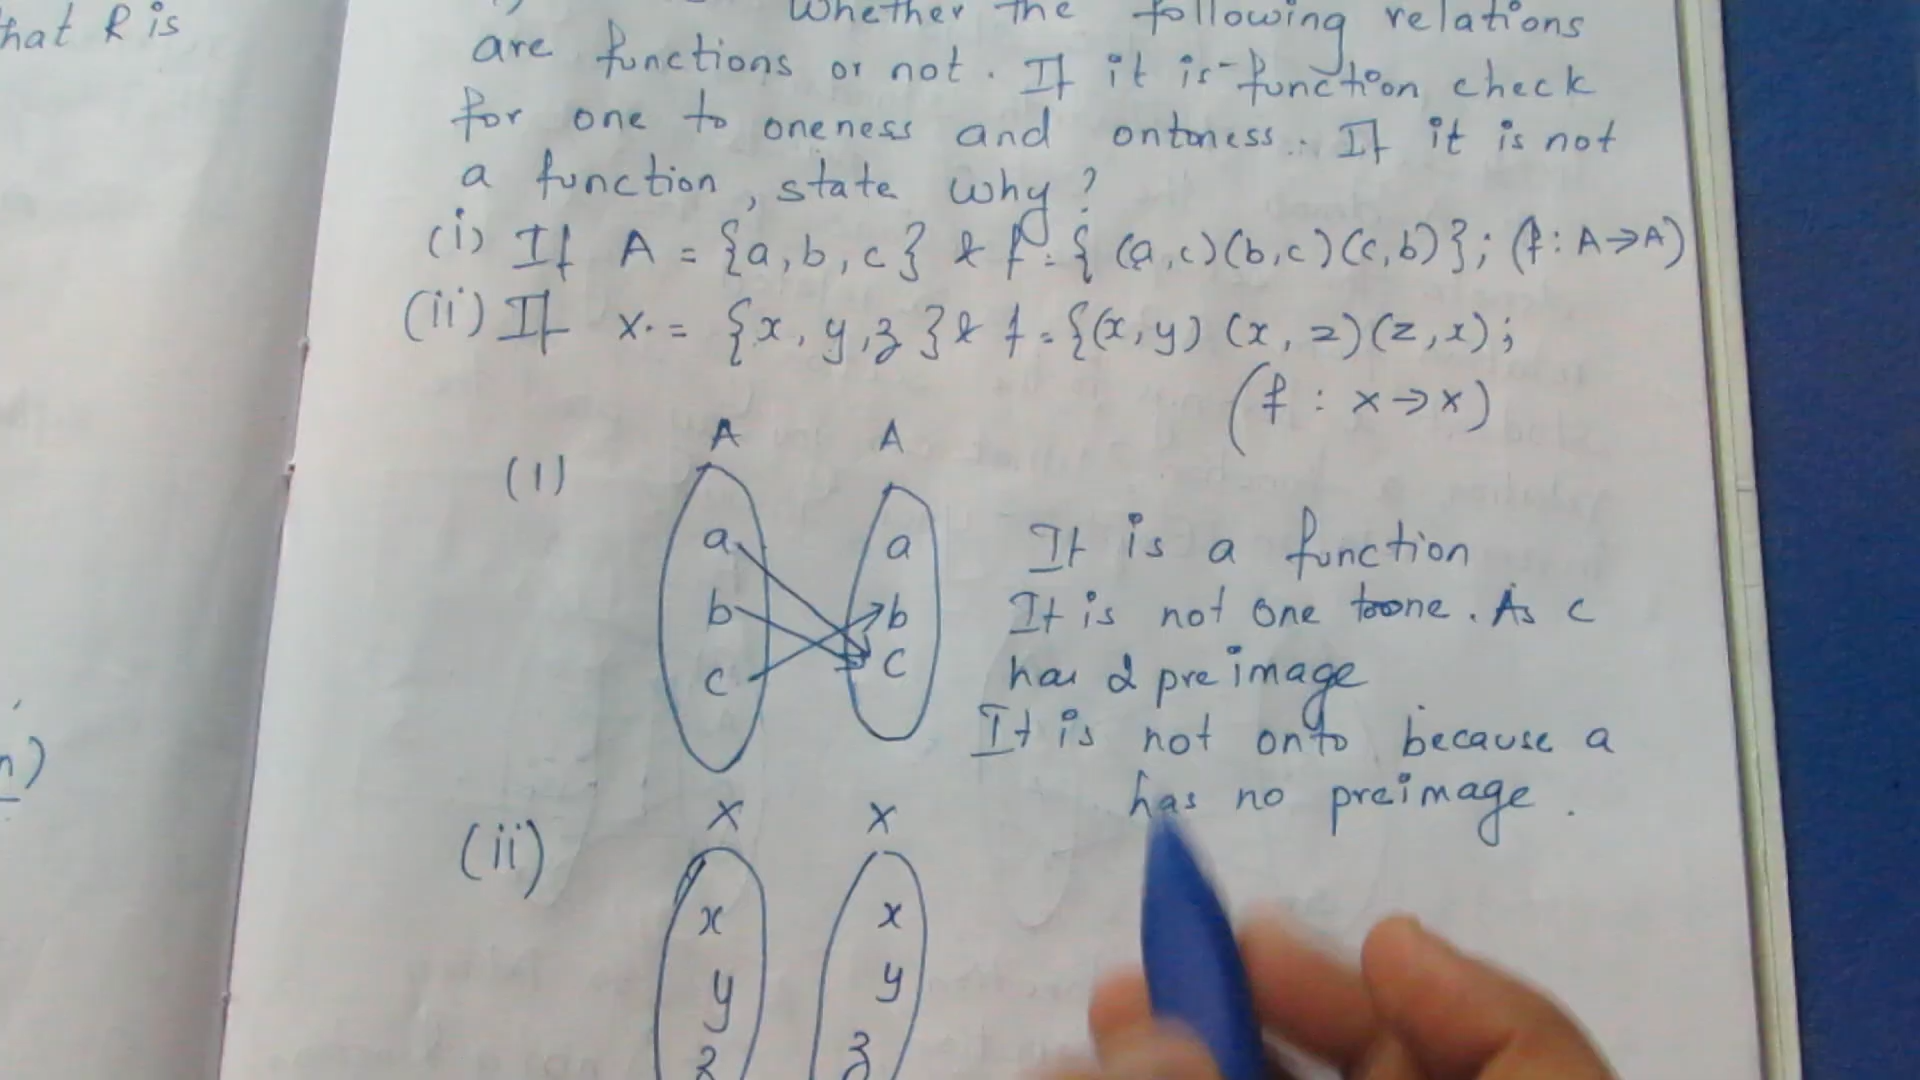 hat R is
Whether the following relations
are functions or not. If it is function check
for one to oneness and ontoness. If it is not
a function, state why?
(i) If A = {a, b, c} & f = { (a,c)(b,c)(c,b)}; (f: A→A)
(ii) If X = {x, y, z} & f = {(x,y) (x, z)(z,x);
(f : x→x)
(i) A A
a a
b b
c c
It is a function
It is not one to one. As c
has 2 preimage
It is not onto because a
has no preimage.
n)
(ii) X X
x x
y y
z z